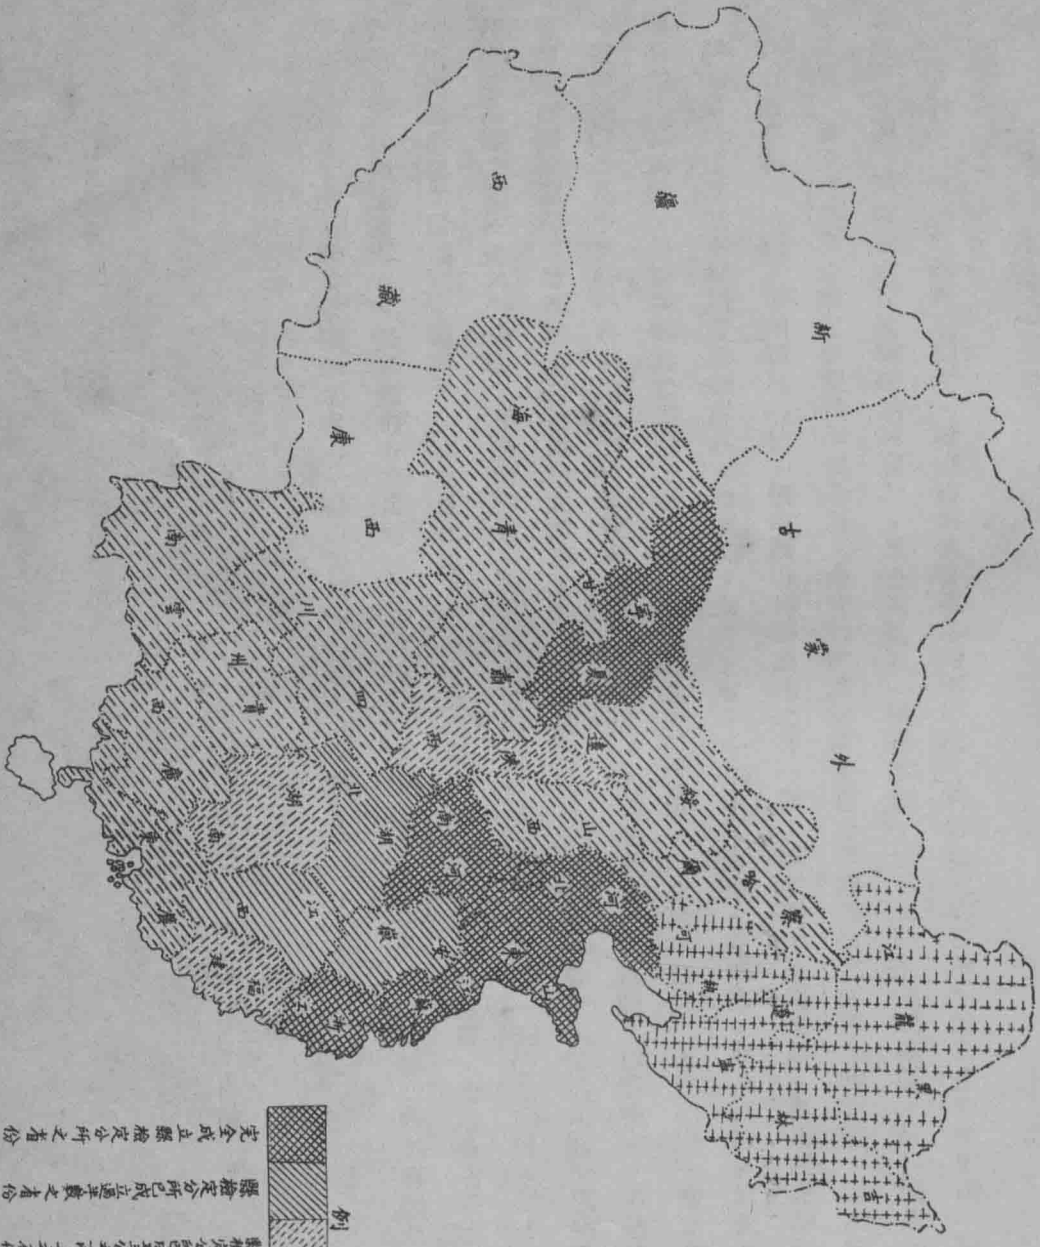 新疆
西藏
外蒙古
青海
西康
寧夏
甘肅
綏遠
察哈爾
黑龍江
吉林
遼寧
熱河
河北
山西
陝西
東
河南
江蘇
安徽
浙江
福建
江西
湖北
湖南
四川
貴州
雲南
廣西
廣東
例
完全成立縣檢定分所之省份
縣檢定分所已成立過半數之省份